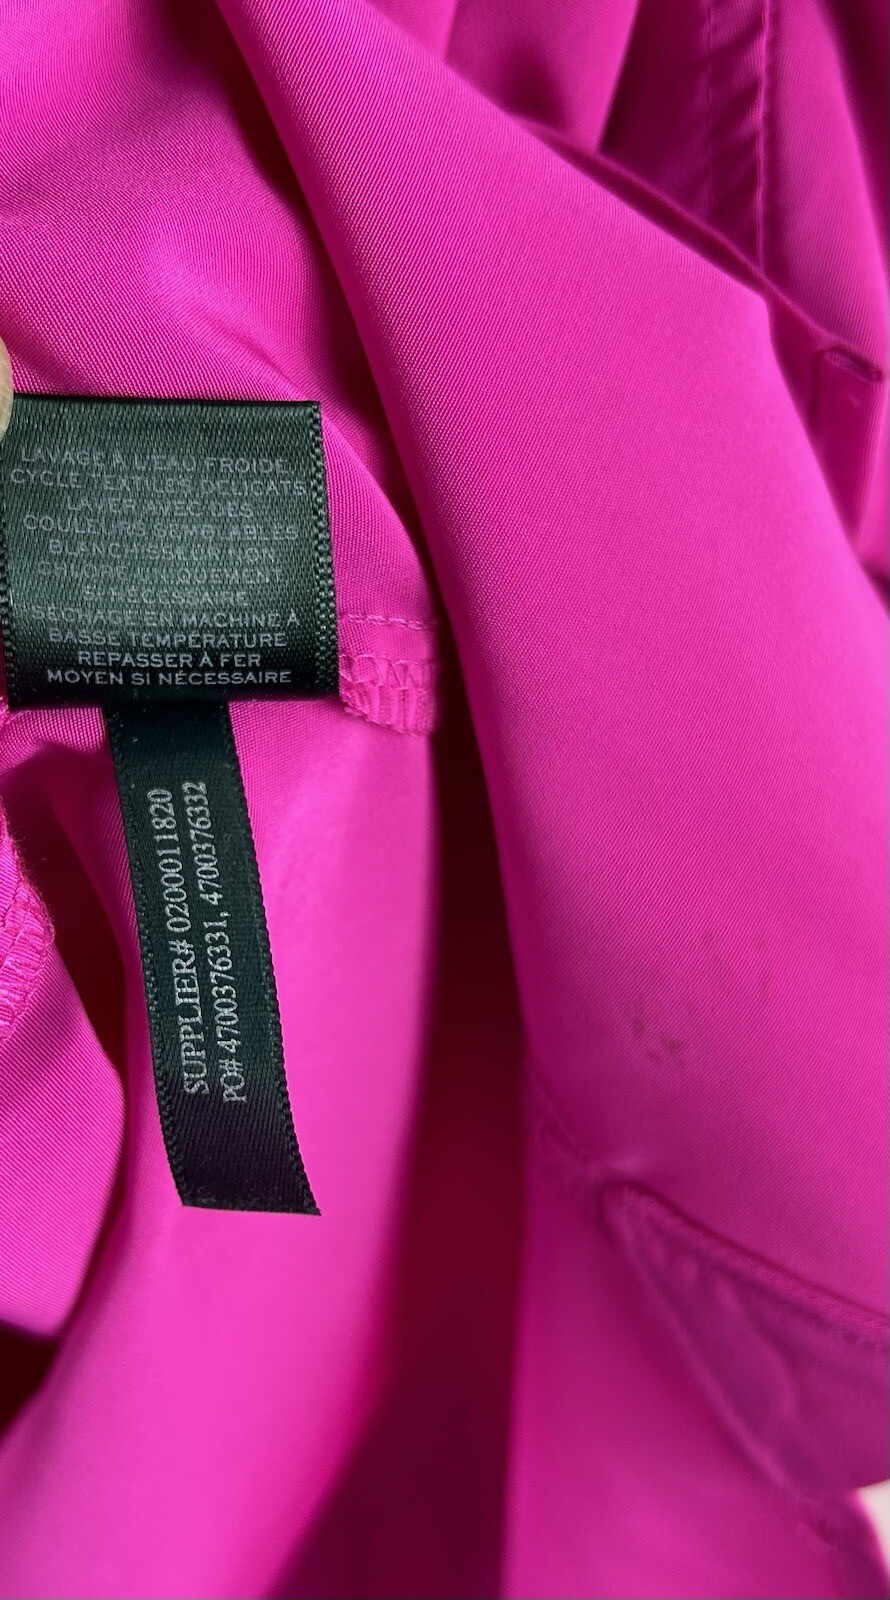 LAVAGE À L'EAU FROIDE,
CYCLE TEXTILES DÉLICATS
LAVER AVEC DES
COULEURS SEMBLABLES
BLANCHISSEUR NON
CHLORÉ UNIQUEMENT
SI NÉCESSAIRE
SÉCHAGE EN MACHINE À
BASSE TEMPÉRATURE
REPASSER À FER
MOYEN SI NÉCESSAIRE
SUPPLIER# 0200011820
PO# 4700376331, 4700376332